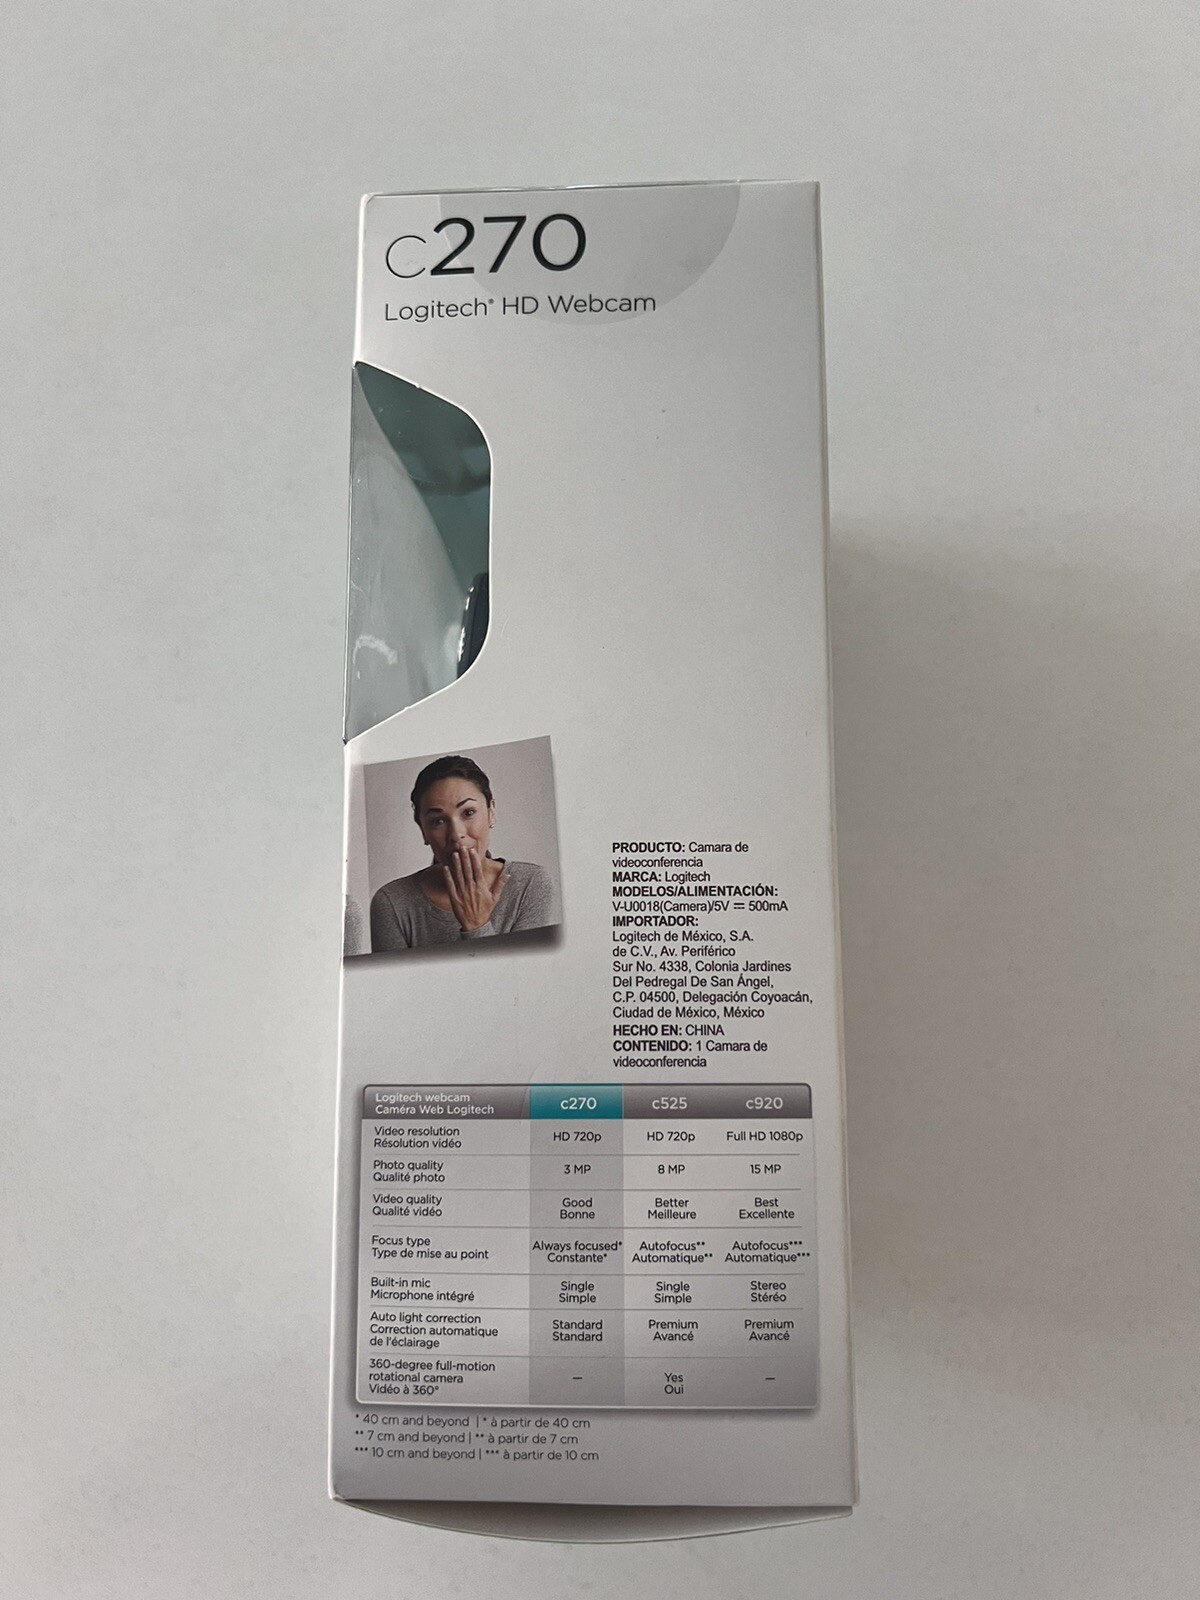 c270
Logitech® HD Webcam
PRODUCTO: Camara de
videoconferencia
MARCA: Logitech
MODELOS/ALIMENTACIÓN:
V-U0018(Camera)/5V ⎓ 500mA
IMPORTADOR:
Logitech de México, S.A.
de C.V., Av. Periférico
Sur No. 4338, Colonia Jardines
Del Pedregal De San Ángel,
C.P. 04500, Delegación Coyoacán,
Ciudad de México, México
HECHO EN: CHINA
CONTENIDO: 1 Camara de
videoconferencia
Logitech webcam
Caméra Web Logitech
c270 c525 c920
Video resolution
Résolution vidéo
HD 720p HD 720p Full HD 1080p
Photo quality
Qualité photo
3 MP 8 MP 15 MP
Video quality
Qualité vidéo
Good Better Best
Bonne Meilleure Excellente
Focus type
Type de mise au point
Always focused* Autofocus** Autofocus***
Constante* Automatique** Automatique***
Built-in mic
Microphone intégré
Single Single Stereo
Simple Simple Stéréo
Auto light correction
Correction automatique
de l'éclairage
Standard Premium Premium
Standard Avancé Avancé
360-degree full-motion
rotational camera
Vidéo à 360°
– Yes –
Oui
* 40 cm and beyond | * à partir de 40 cm
** 7 cm and beyond | ** à partir de 7 cm
*** 10 cm and beyond | *** à partir de 10 cm